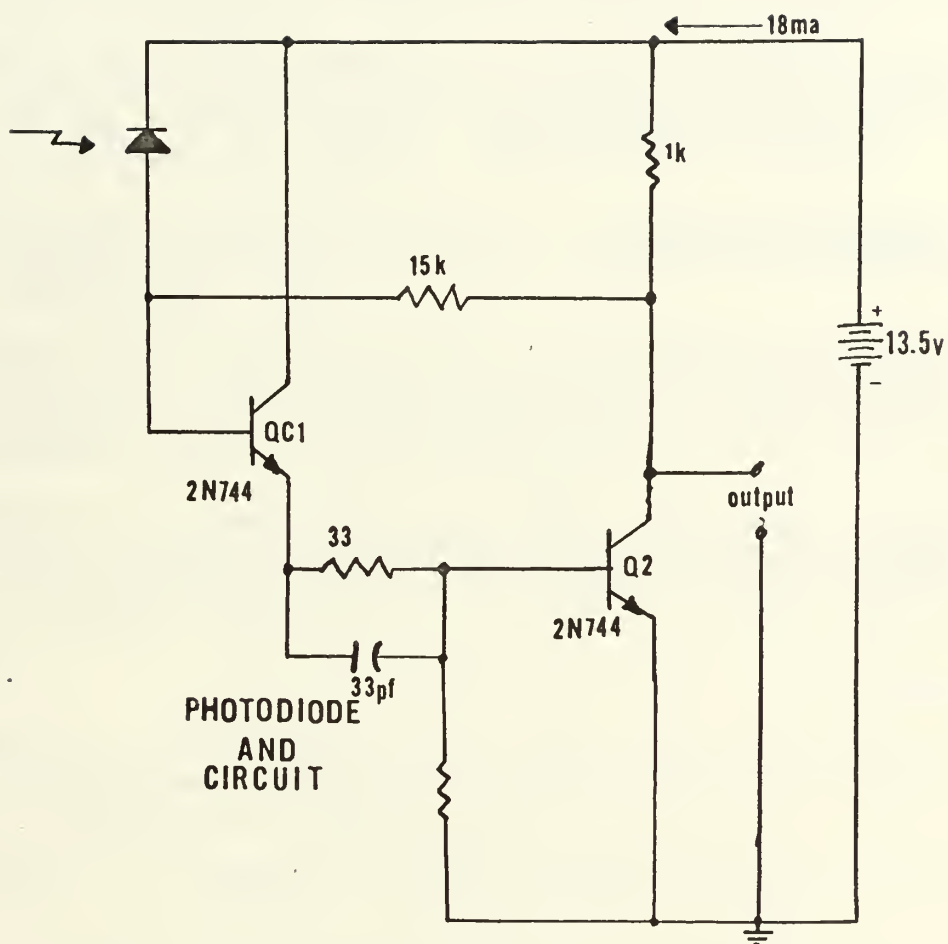 18ma
1k
15k
+
13.5v
−
QC1
2N744
output
33
Q2
2N744
33pf
PHOTODIODE
AND
CIRCUIT